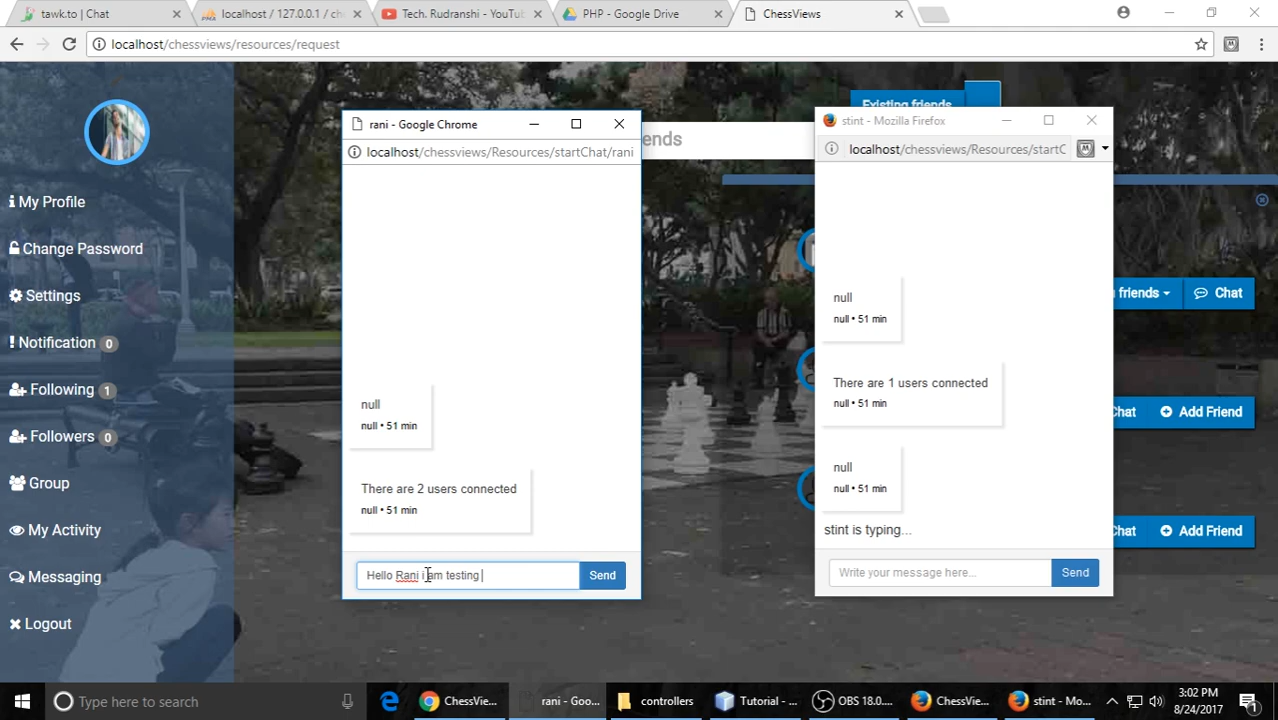 tawk.to | Chat
localhost / 127.0.0.1 / ch
Tech. Rudranshi - YouTu
PHP - Google Drive
ChessViews
localhost/chessviews/resources/request
My Profile
Change Password
Settings
Notification 0
Following 1
Followers 0
Group
My Activity
Messaging
Logout
Existing friends
ends
friends
Chat
Chat
Add Friend
Chat
Add Friend
rani - Google Chrome
localhost/chessviews/Resources/startChat/rani
null
null • 51 min
There are 2 users connected
null • 51 min
Hello Rani i am testing
Send
stint - Mozilla Firefox
localhost/chessviews/Resources/startC
null
null • 51 min
There are 1 users connected
null • 51 min
null
null • 51 min
stint is typing...
Write your message here...
Send
Type here to search
ChessVie...
rani - Goo...
controllers
Tutorial - ...
OBS 18.0....
ChessVie...
stint - Mo...
3:02 PM
8/24/2017
1